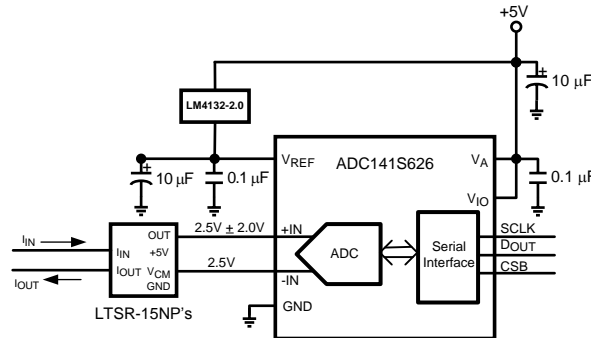 +5V
+
10 µF
LM4132-2.0
VREF
ADC141S626
VA
+
10 µF
0.1 µF
0.1 µF
VIO
IIN
OUT
2.5V ± 2.0V
+IN
SCLK
IIN
+5V
ADC
Serial
Interface
DOUT
IOUT
VCM
2.5V
-IN
CSB
IOUT
GND
GND
LTSR-15NP's